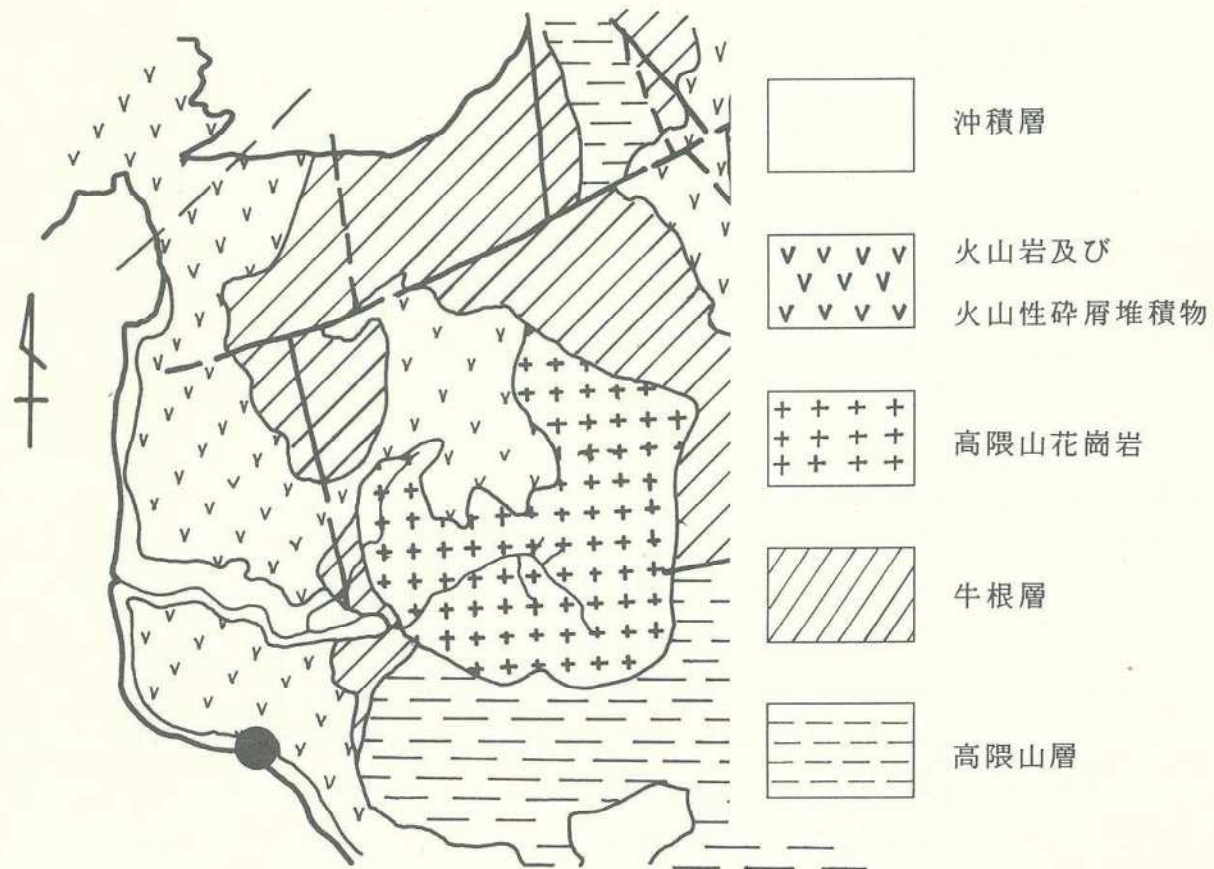 沖積層
火山岩及び
火山性砕屑堆積物
高隈山花崗岩
牛根層
高隈山層